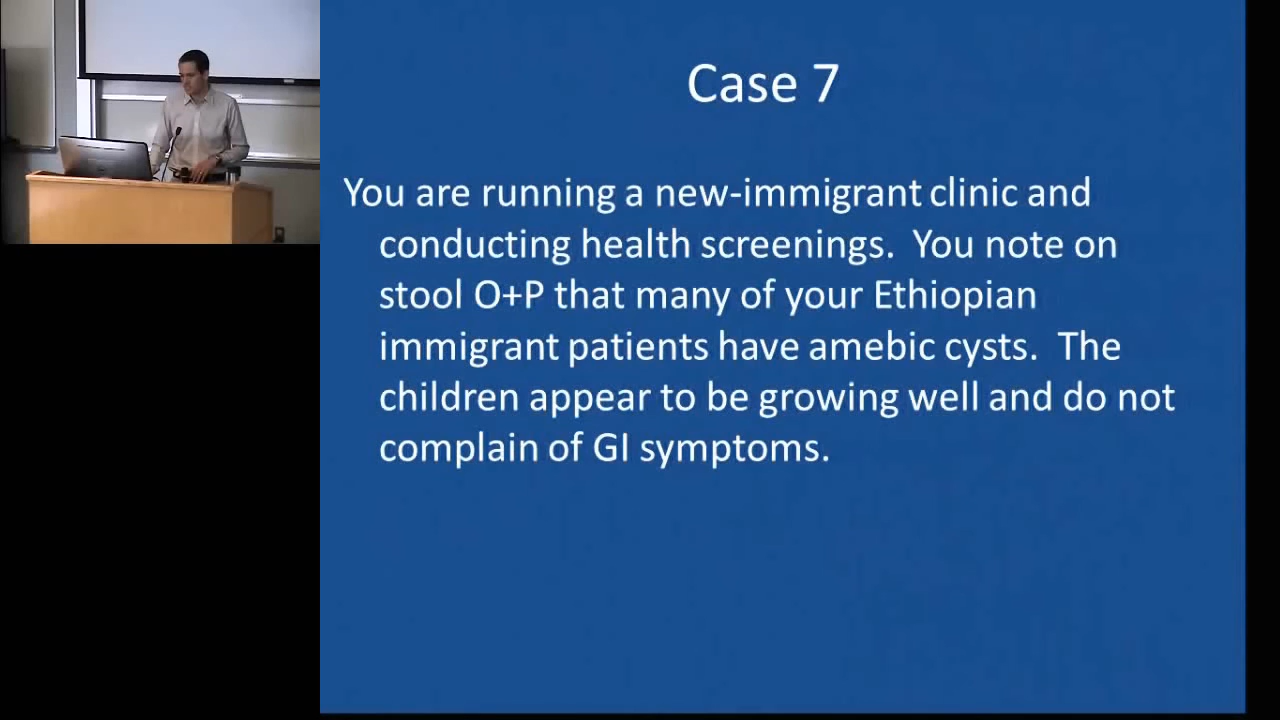 Case 7
You are running a new-immigrant clinic and
conducting health screenings.  You note on
stool O+P that many of your Ethiopian
immigrant patients have amebic cysts.  The
children appear to be growing well and do not
complain of GI symptoms.